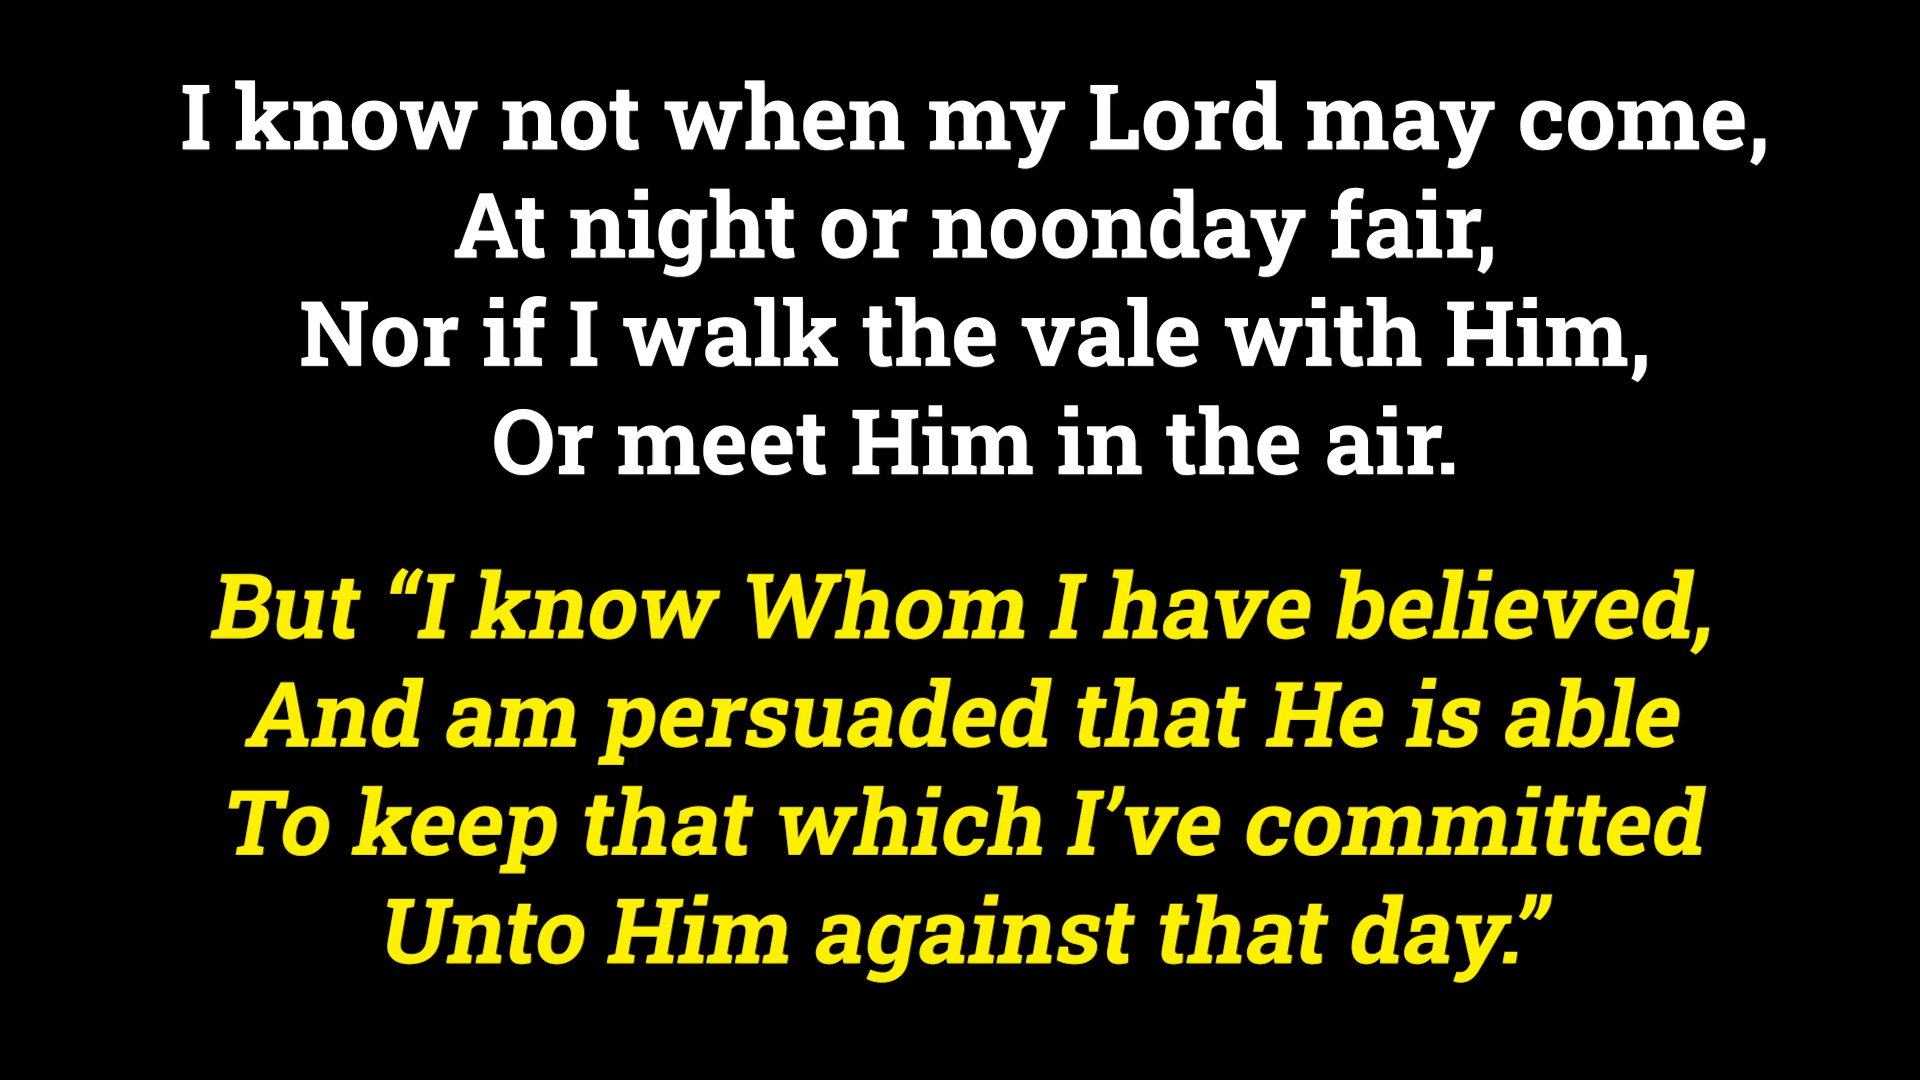 I know not when my Lord may come,
At night or noonday fair,
Nor if I walk the vale with Him,
Or meet Him in the air.
But “I know Whom I have believed,
And am persuaded that He is able
To keep that which I’ve committed
Unto Him against that day.”